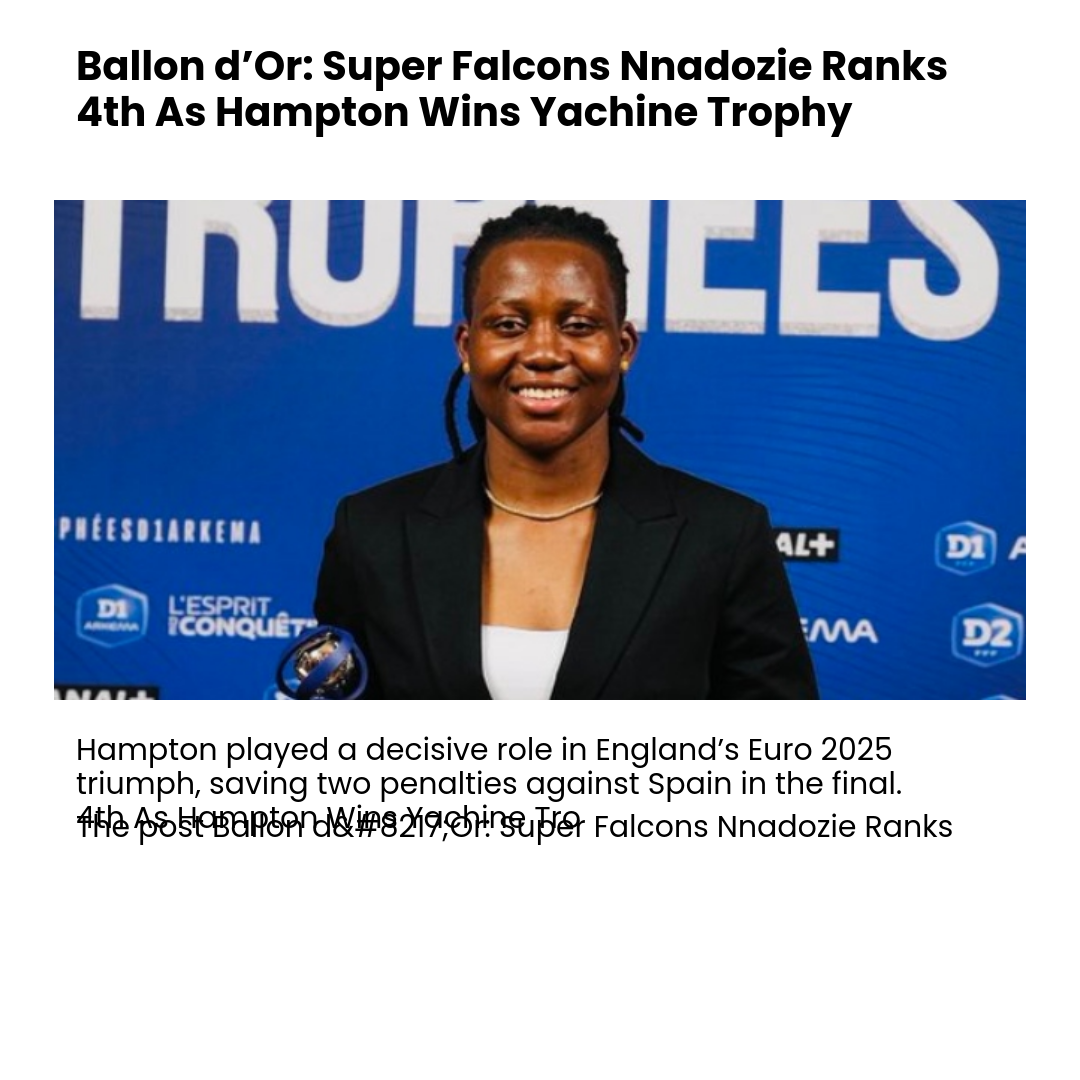 Ballon d’Or: Super Falcons Nnadozie Ranks
4th As Hampton Wins Yachine Trophy
TROPHÉES
PHÉESD1ARKEMA
AL+
D1
A
D1
ARKEMA
L'ESPRIT
CONQUÊT
EMA
D2
FFF
ANAL+
Hampton played a decisive role in England’s Euro 2025
triumph, saving two penalties against Spain in the final.
4th As Hampton Wins Yachine Tro
The post Ballon d&#8217;Or: Super Falcons Nnadozie Ranks